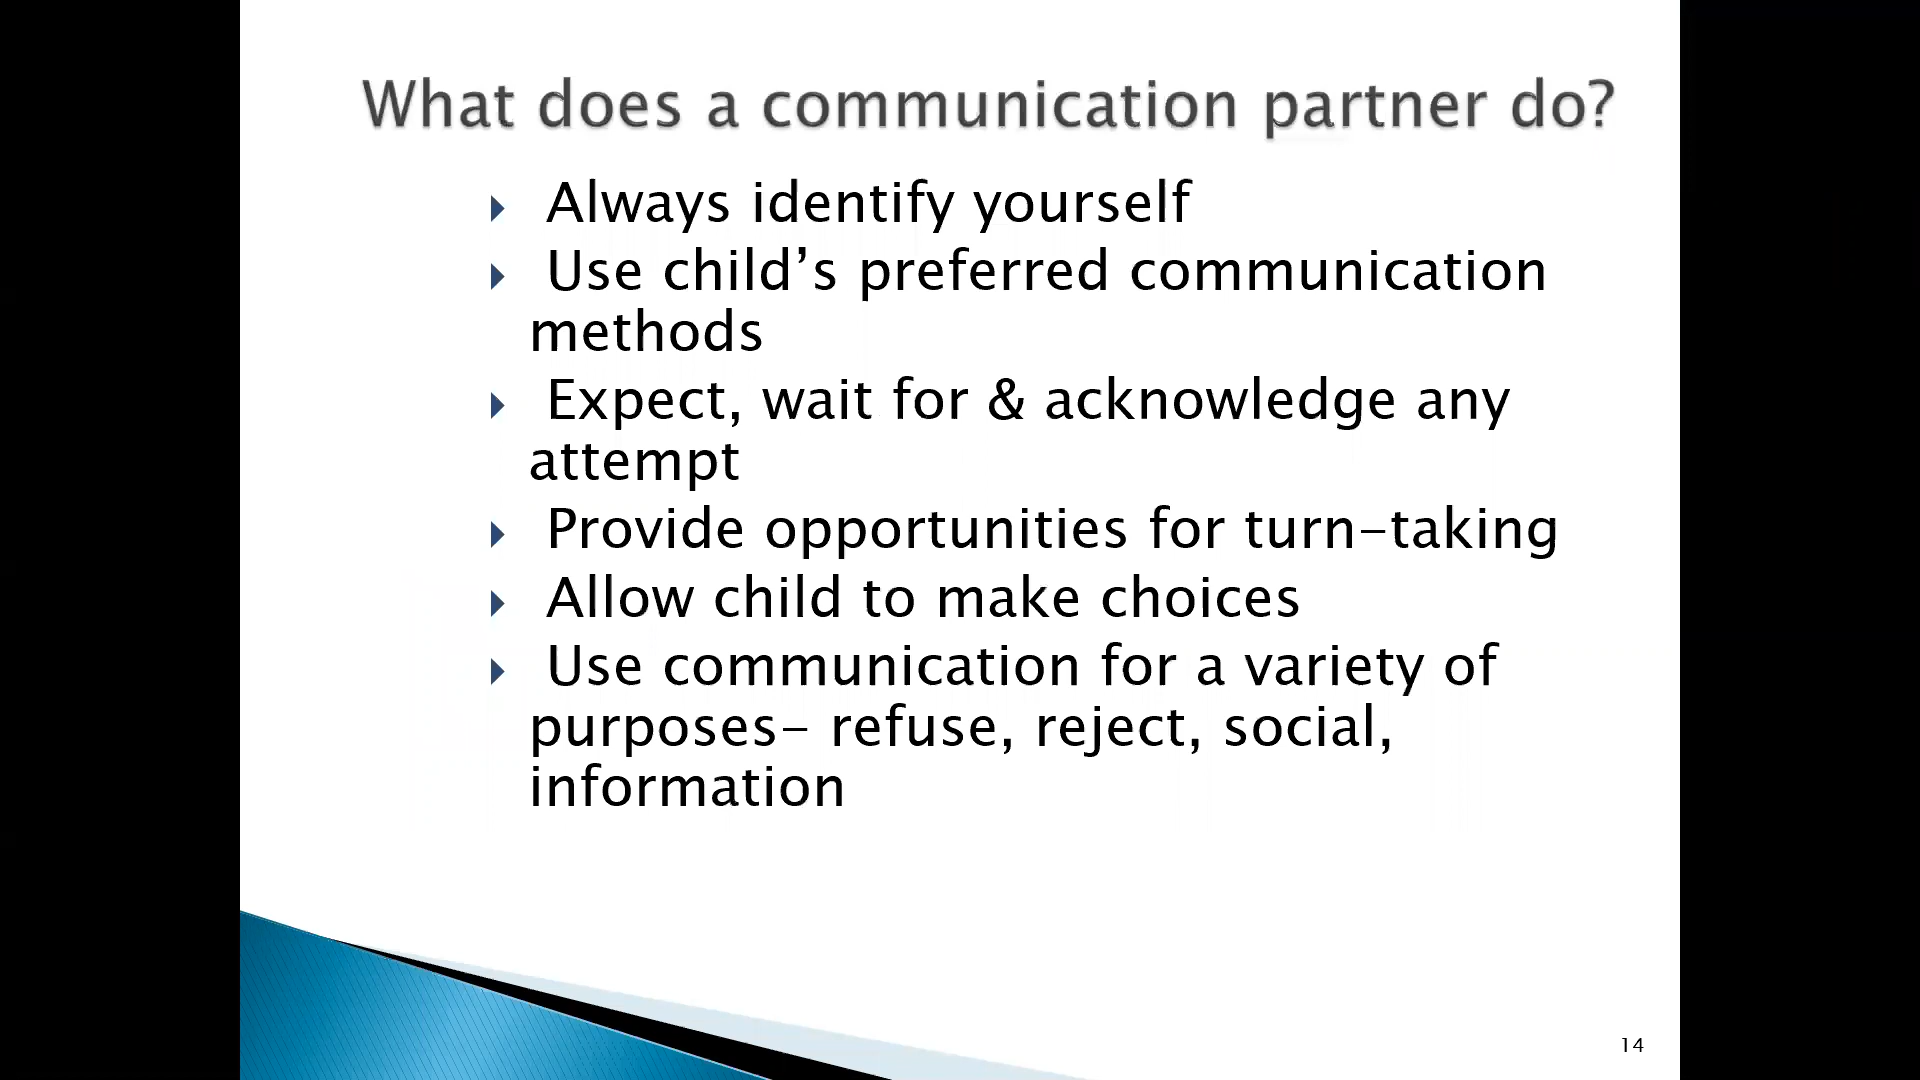 What does a communication partner do?
Always identify yourself
Use child’s preferred communication
methods
Expect, wait for & acknowledge any
attempt
Provide opportunities for turn-taking
Allow child to make choices
Use communication for a variety of
purposes- refuse, reject, social,
information
14